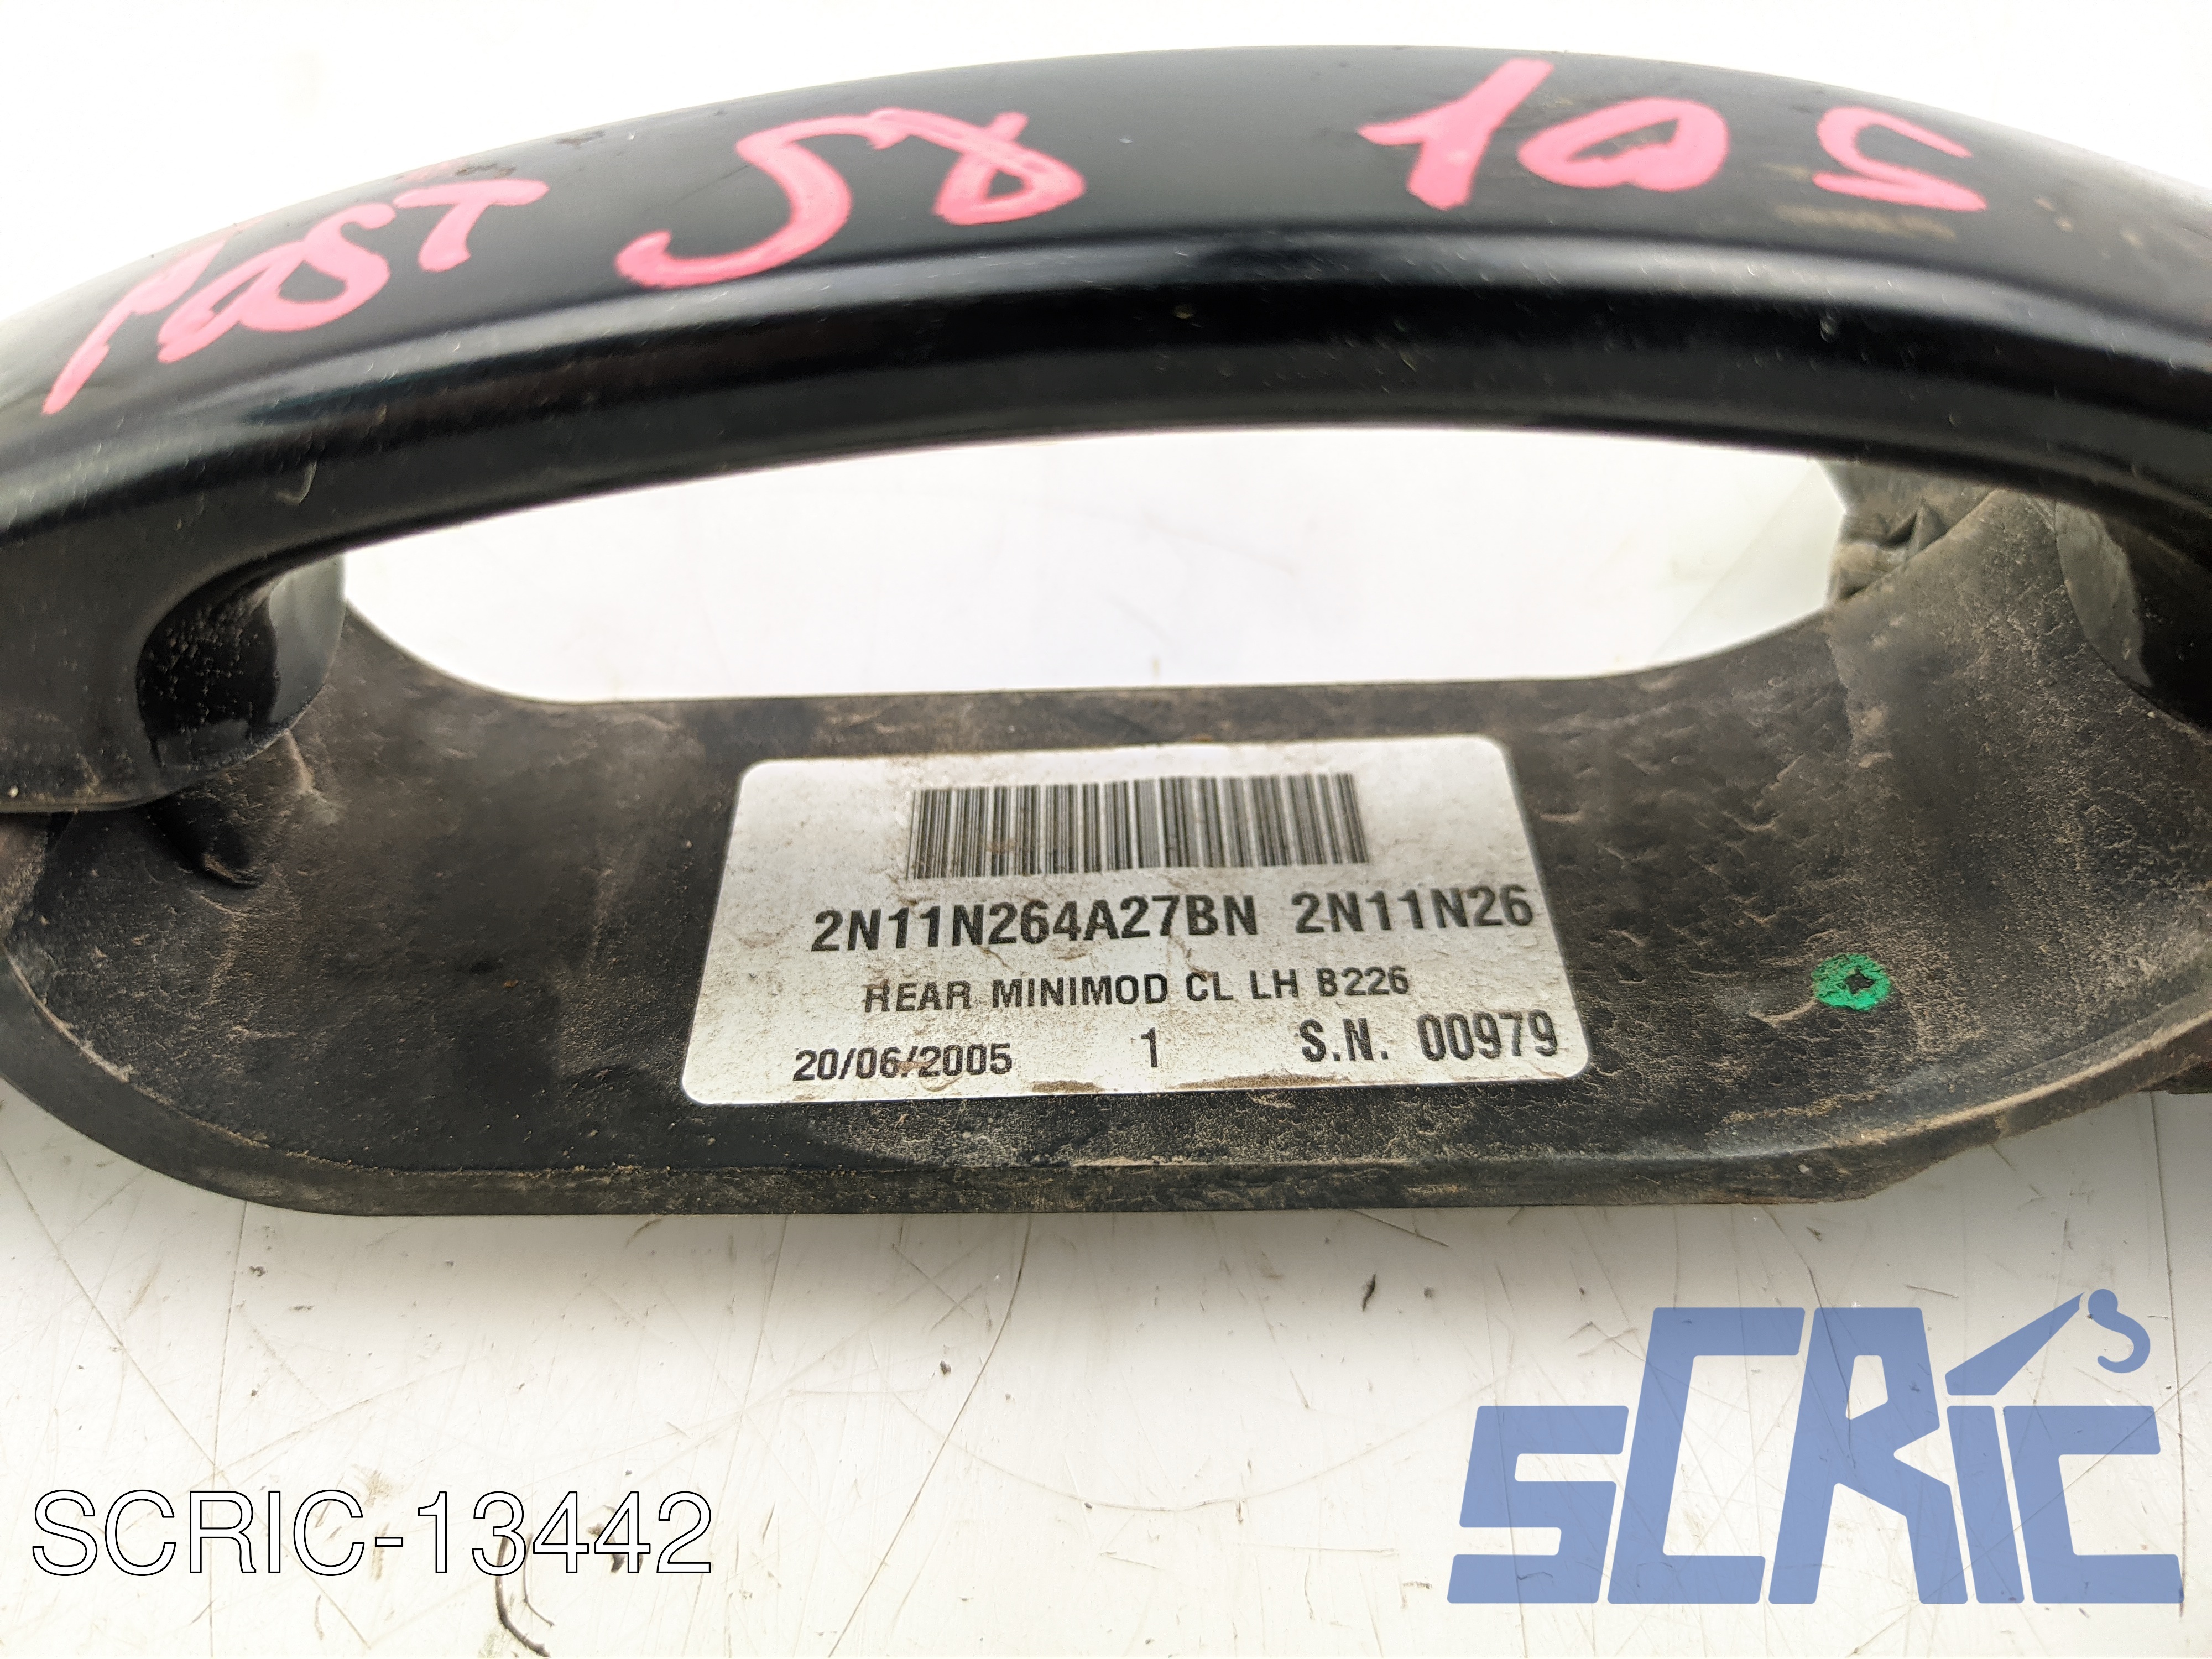 POST SX 105
2N11N264A27BN 2N11N26
REAR MINIMOD CL LH B226
20/06/2005 1 S.N. 00979
SCRIC
SCRIC-13442